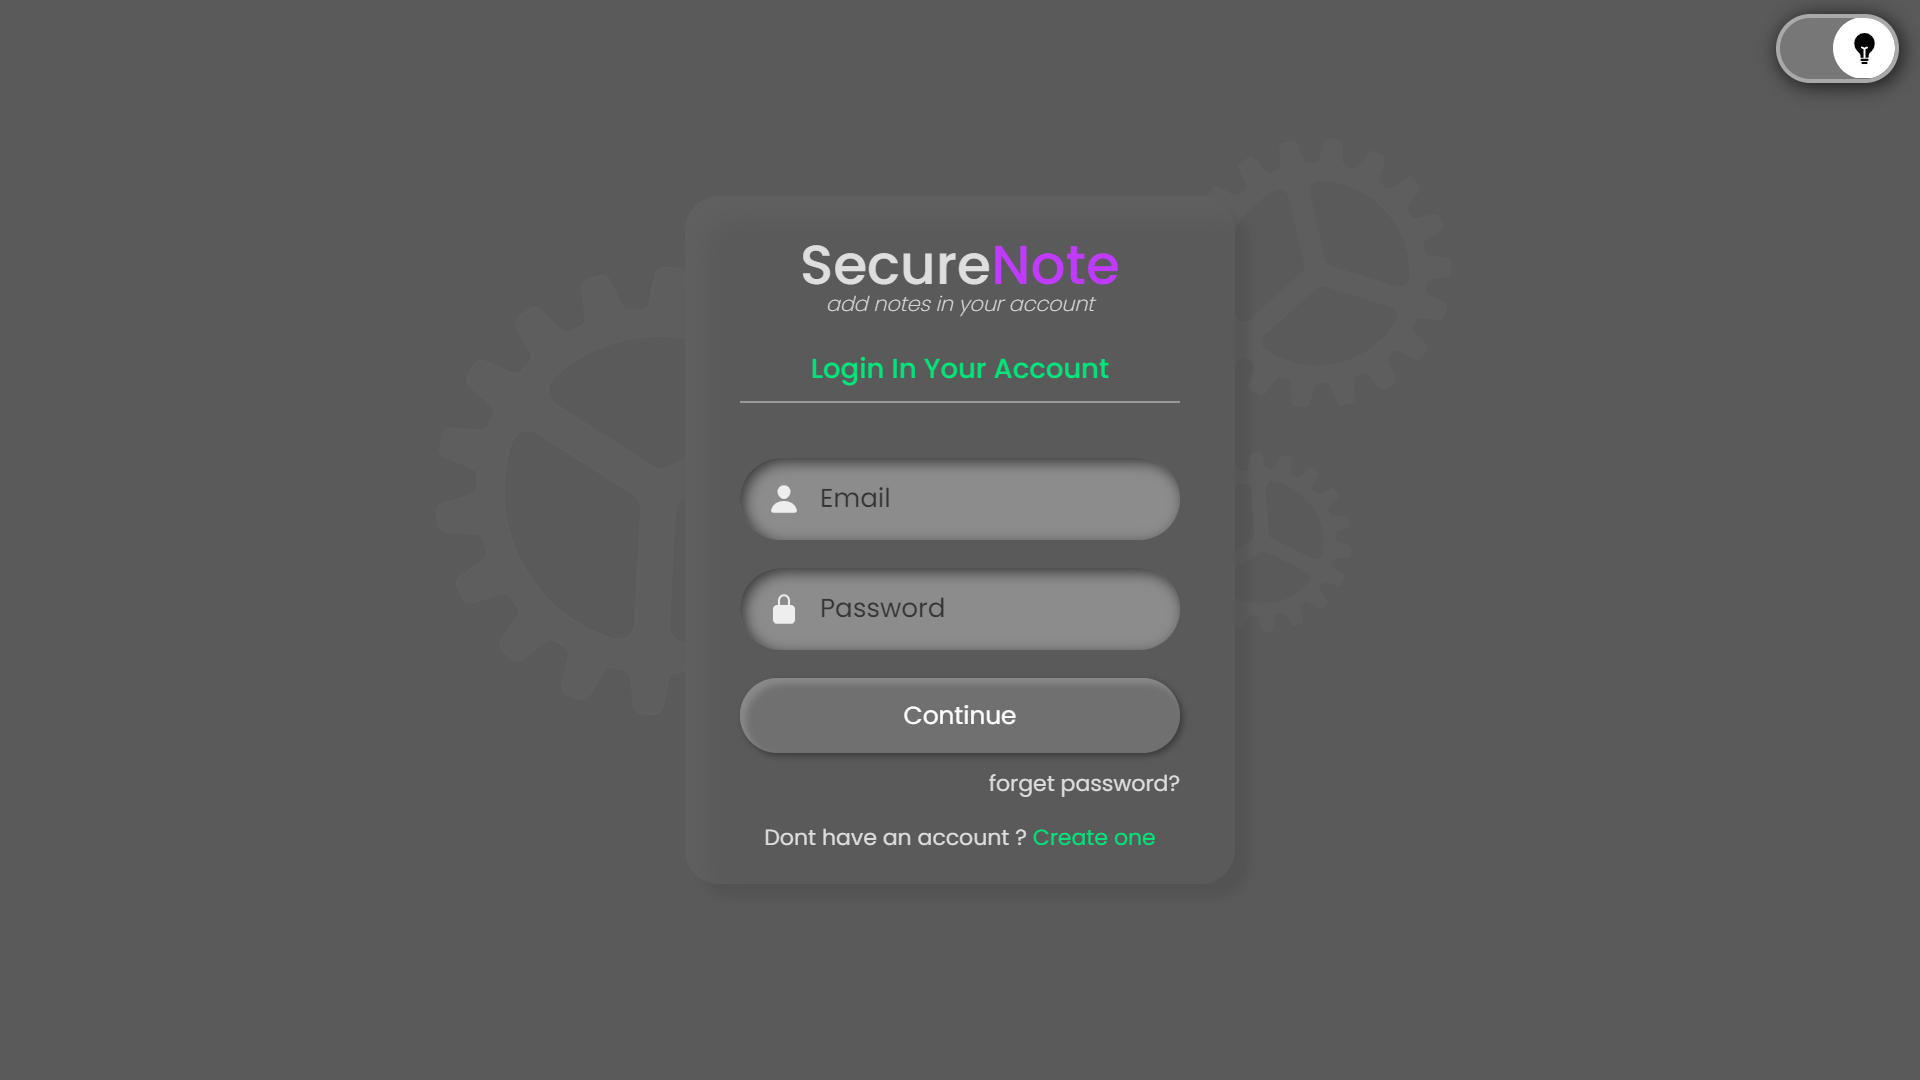 SecureNote
add notes in your account
Login In Your Account
Email
Password
Continue
forget password?
Dont have an account ? Create one